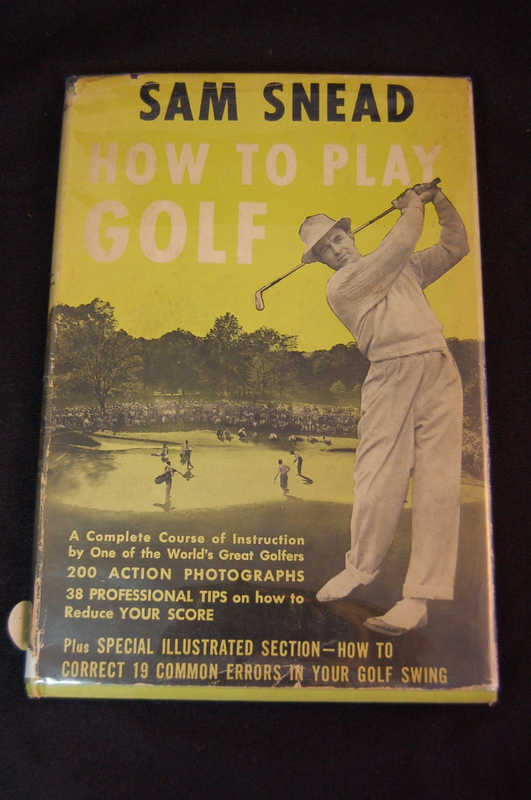 SAM SNEAD
HOW TO PLAY
GOLF
A Complete Course of Instruction
by One of the World's Great Golfers
200 ACTION PHOTOGRAPHS
38 PROFESSIONAL TIPS on how to
Reduce YOUR SCORE
Plus SPECIAL ILLUSTRATED SECTION—HOW TO
CORRECT 19 COMMON ERRORS IN YOUR GOLF SWING